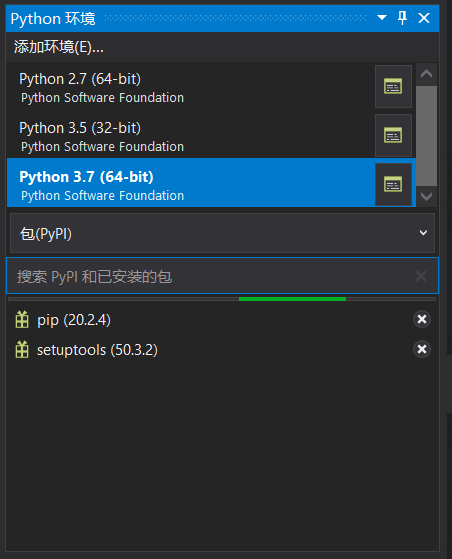 Python 环境
添加环境(E)...
Python 2.7 (64-bit)
Python Software Foundation
Python 3.5 (32-bit)
Python Software Foundation
Python 3.7 (64-bit)
Python Software Foundation
包(PyPI)
搜索 PyPI 和已安装的包
pip (20.2.4)
setuptools (50.3.2)